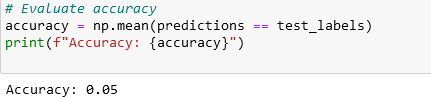 # Evaluate accuracy
accuracy = np.mean(predictions == test_labels)
print(f"Accuracy: {accuracy}")
Accuracy: 0.05